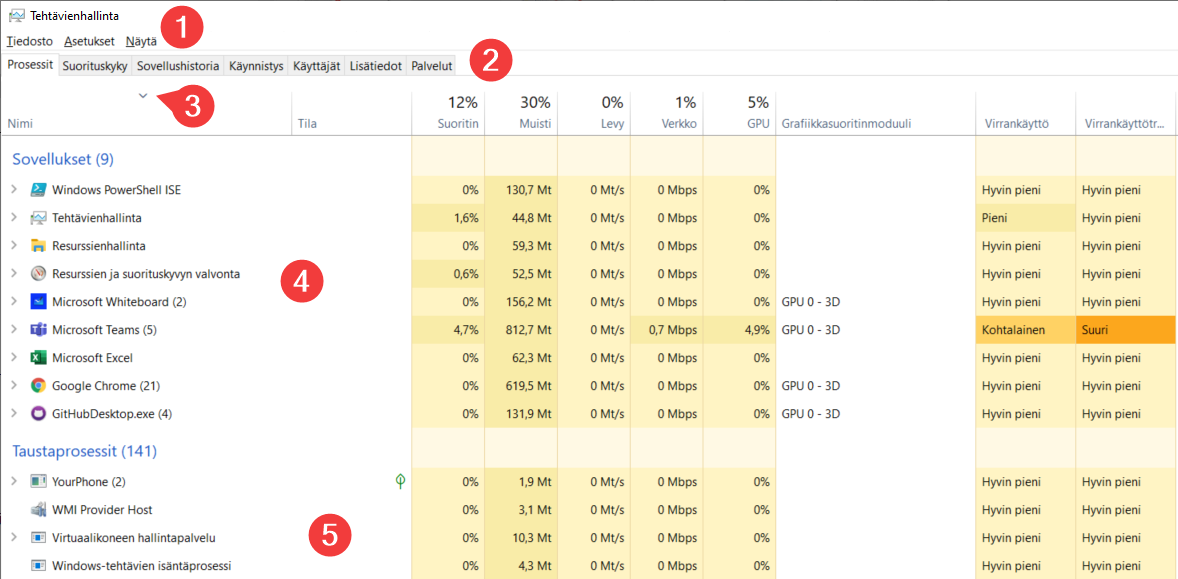 Tehtävienhallinta
1
Tiedosto Asetukset Näytä
2
Prosessit Suorituskyky Sovellushistoria Käynnistys Käyttäjät Lisätiedot Palvelut
3
12% 30% 0% 1% 5%
Nimi Tila Suoritin Muisti Levy Verkko GPU Grafiikkasuoritinmoduuli Virrankäyttö Virrankäyttötr...
Sovellukset (9)
Windows PowerShell ISE 0% 130,7 Mt 0 Mt/s 0 Mbps 0% Hyvin pieni Hyvin pieni
Tehtävienhallinta 1,6% 44,8 Mt 0 Mt/s 0 Mbps 0% Pieni Hyvin pieni
Resurssienhallinta 0% 59,3 Mt 0 Mt/s 0 Mbps 0% Hyvin pieni Hyvin pieni
Resurssien ja suorituskyvyn valvonta 0,6% 52,5 Mt 0 Mt/s 0 Mbps 0% Hyvin pieni Hyvin pieni
4
Microsoft Whiteboard (2) 0% 156,2 Mt 0 Mt/s 0 Mbps 0% GPU 0 - 3D Hyvin pieni Hyvin pieni
Microsoft Teams (5) 4,7% 812,7 Mt 0 Mt/s 0,7 Mbps 4,9% GPU 0 - 3D Kohtalainen Suuri
Microsoft Excel 0% 62,3 Mt 0 Mt/s 0 Mbps 0% Hyvin pieni Hyvin pieni
Google Chrome (21) 0% 619,5 Mt 0 Mt/s 0 Mbps 0% GPU 0 - 3D Hyvin pieni Hyvin pieni
GitHubDesktop.exe (4) 0% 131,9 Mt 0 Mt/s 0 Mbps 0% GPU 0 - 3D Hyvin pieni Hyvin pieni
Taustaprosessit (141)
YourPhone (2) 0% 1,9 Mt 0 Mt/s 0 Mbps 0% Hyvin pieni Hyvin pieni
WMI Provider Host 0% 3,1 Mt 0 Mt/s 0 Mbps 0% Hyvin pieni Hyvin pieni
5
Virtuaalikoneen hallintapalvelu 0% 10,3 Mt 0 Mt/s 0 Mbps 0% Hyvin pieni Hyvin pieni
Windows-tehtävien isäntäprosessi 0% 4,3 Mt 0 Mt/s 0 Mbps 0% Hyvin pieni Hyvin pieni